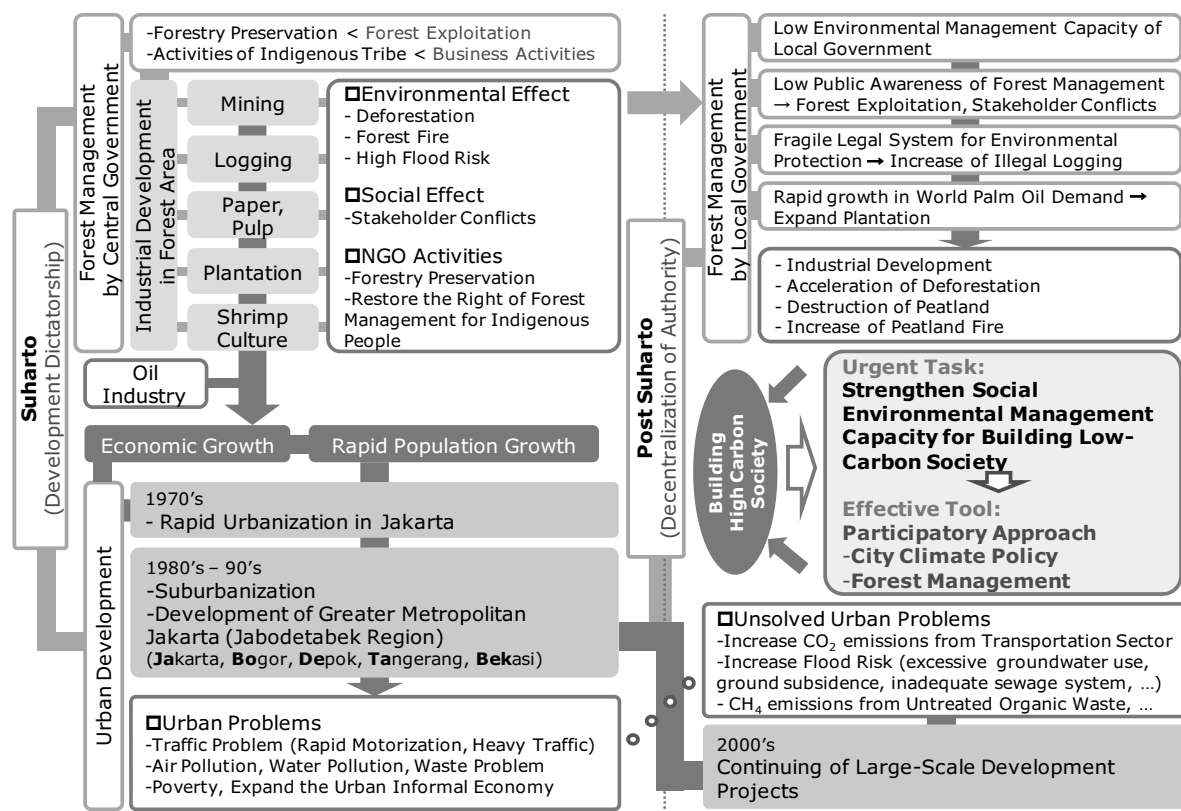 -Forestry Preservation < Forest Exploitation
-Activities of Indigenous Tribe < Business Activities
Forest Management
by Central Government
Industrial Development
in Forest Area
Mining
Logging
Paper,
Pulp
Plantation
Shrimp
Culture
Environmental Effect
- Deforestation
- Forest Fire
- High Flood Risk
Social Effect
-Stakeholder Conflicts
NGO Activities
-Forestry Preservation
-Restore the Right of Forest
Management for Indigenous
People
Suharto
(Development Dictatorship)
Oil
Industry
Economic Growth
Rapid Population Growth
Urban Development
1970's
- Rapid Urbanization in Jakarta
1980's – 90's
-Suburbanization
-Development of Greater Metropolitan
Jakarta (Jabodetabek Region)
(Jakarta, Bogor, Depok, Tangerang, Bekasi)
Urban Problems
-Traffic Problem (Rapid Motorization, Heavy Traffic)
-Air Pollution, Water Pollution, Waste Problem
-Poverty, Expand the Urban Informal Economy
Post Suharto
(Decentralization of Authority)
Forest Management
by Local Government
Low Environmental Management Capacity of
Local Government
Low Public Awareness of Forest Management
→ Forest Exploitation, Stakeholder Conflicts
Fragile Legal System for Environmental
Protection → Increase of Illegal Logging
Rapid growth in World Palm Oil Demand →
Expand Plantation
- Industrial Development
- Acceleration of Deforestation
- Destruction of Peatland
- Increase of Peatland Fire
Building
High Carbon
Society
Urgent Task:
Strengthen Social
Environmental Management
Capacity for Building Low-
Carbon Society
Effective Tool:
Participatory Approach
-City Climate Policy
-Forest Management
Unsolved Urban Problems
-Increase CO₂ emissions from Transportation Sector
-Increase Flood Risk (excessive groundwater use,
ground subsidence, inadequate sewage system, ...)
- CH₄ emissions from Untreated Organic Waste, ...
2000's
Continuing of Large-Scale Development
Projects